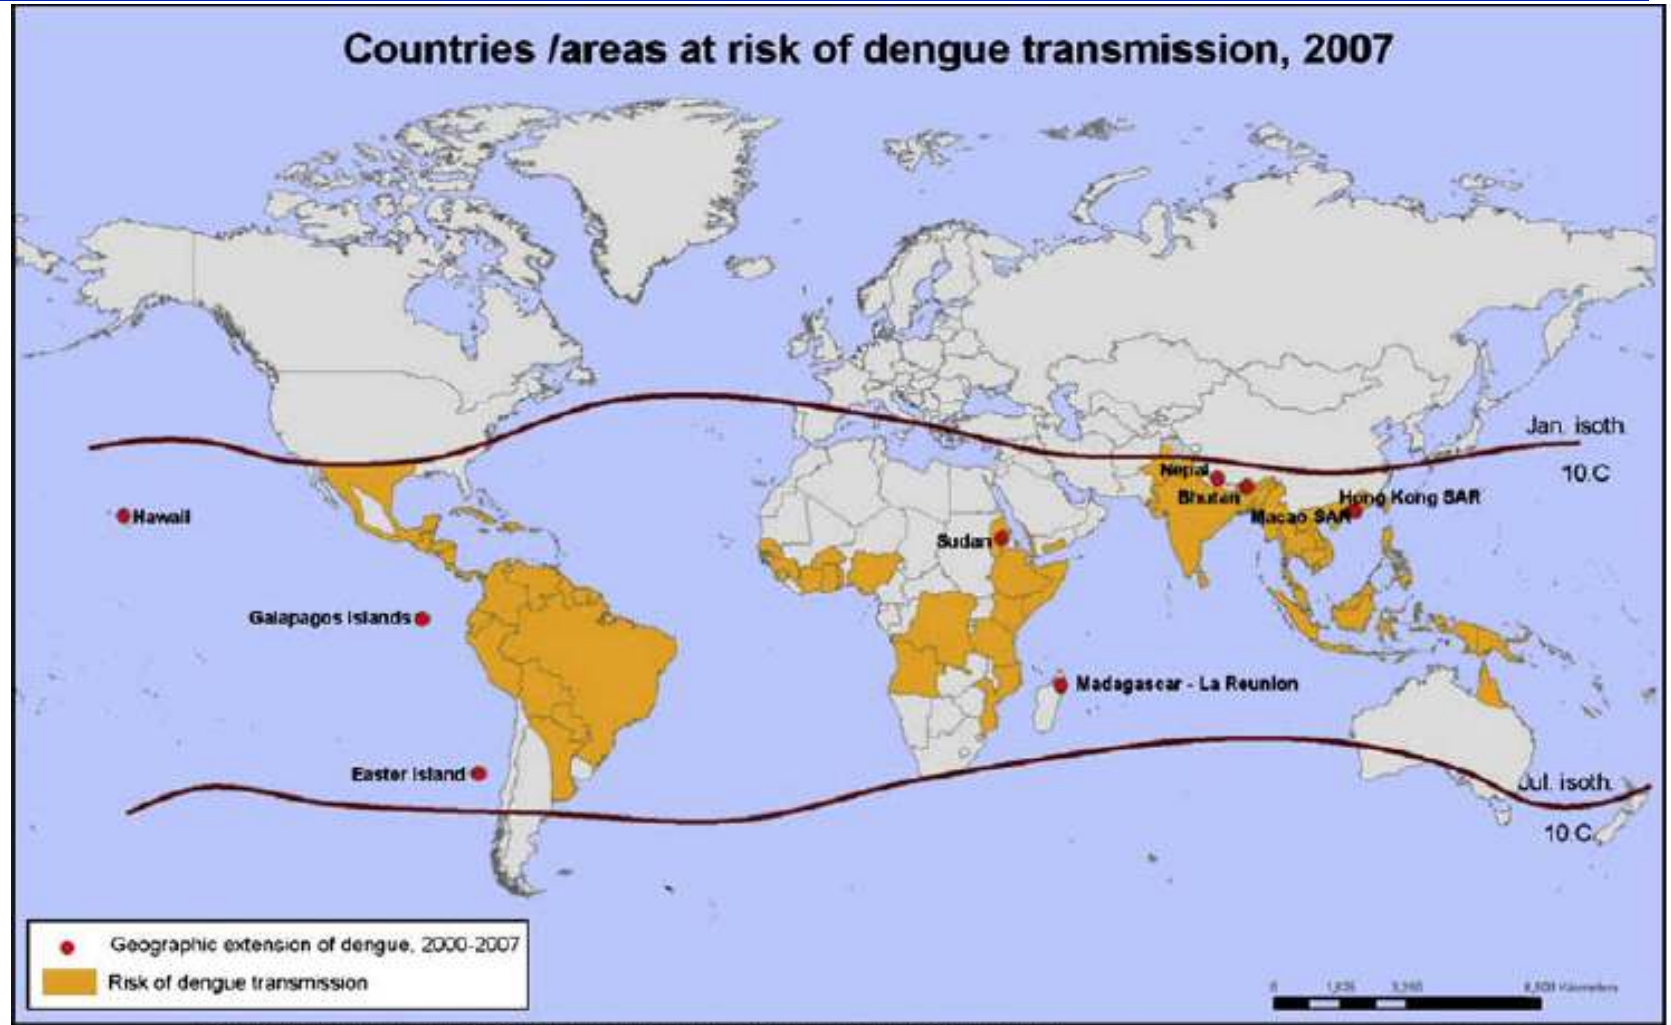 Countries /areas at risk of dengue transmission, 2007
Jan. isoth.
10.C
Nepal
Bhutan
Hong Kong SAR
Macao SAR
Hawaii
Sudan
Galapagos Islands
Madagascar - La Reunion
Easter Island
Jul. isoth.
10.C
Geographic extension of dengue, 2000-2007
Risk of dengue transmission
0
Kilometers